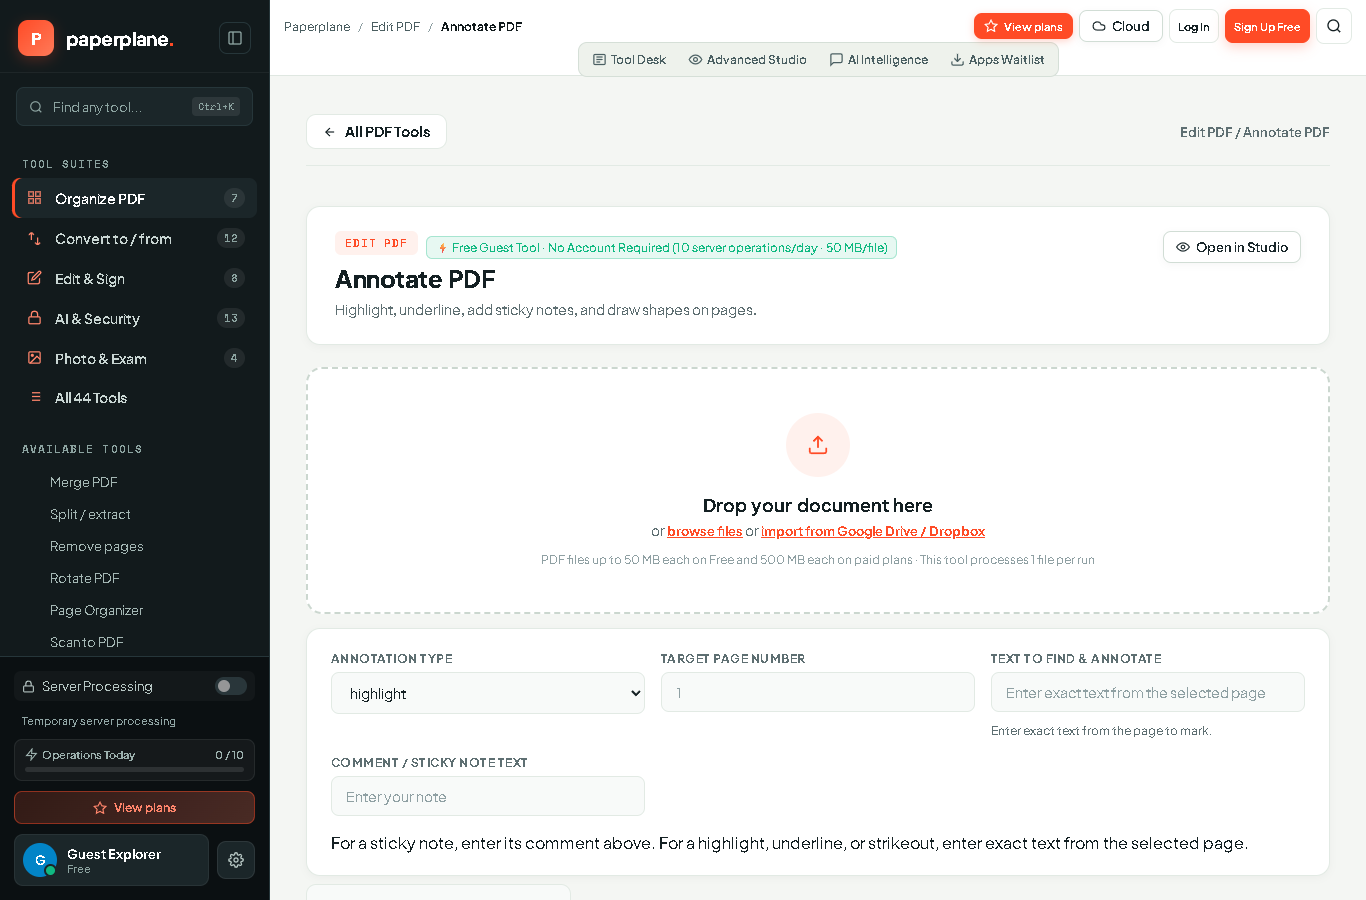 P paperplane.
Find any tool... Ctrl+K
TOOL SUITES
Organize PDF 7
Convert to / from 12
Edit & Sign 8
AI & Security 13
Photo & Exam 4
All 44 Tools
AVAILABLE TOOLS
Merge PDF
Split / extract
Remove pages
Rotate PDF
Page Organizer
Scan to PDF
Server Processing
Temporary server processing
Operations Today 0 / 10
View plans
G Guest Explorer
Free
Paperplane / Edit PDF / Annotate PDF
View plans Cloud Log In Sign Up Free
Tool Desk Advanced Studio AI Intelligence Apps Waitlist
All PDF Tools
Edit PDF / Annotate PDF
EDIT PDF Free Guest Tool · No Account Required (10 server operations/day · 50 MB/file)
Open in Studio
Annotate PDF
Highlight, underline, add sticky notes, and draw shapes on pages.
Drop your document here
or browse files or import from Google Drive / Dropbox
PDF files up to 50 MB each on Free and 500 MB each on paid plans · This tool processes 1 file per run
ANNOTATION TYPE
highlight
TARGET PAGE NUMBER
1
TEXT TO FIND & ANNOTATE
Enter exact text from the selected page
Enter exact text from the page to mark.
COMMENT / STICKY NOTE TEXT
Enter your note
For a sticky note, enter its comment above. For a highlight, underline, or strikeout, enter exact text from the selected page.